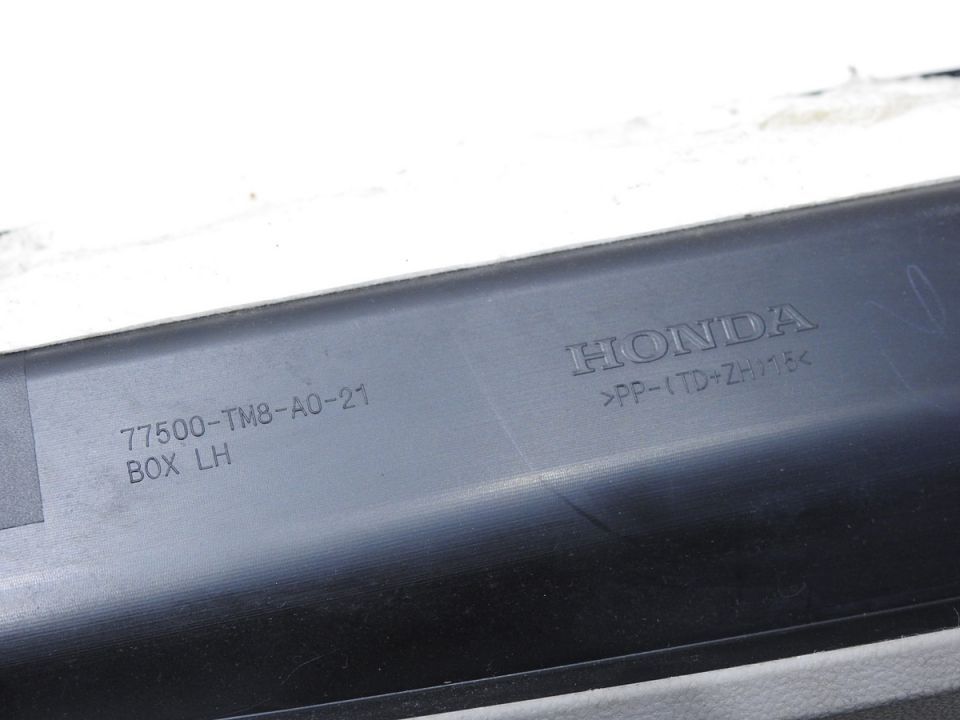 77500-TM8-A0-21
BOX LH
HONDA
>PP-(TD+ZH)15<